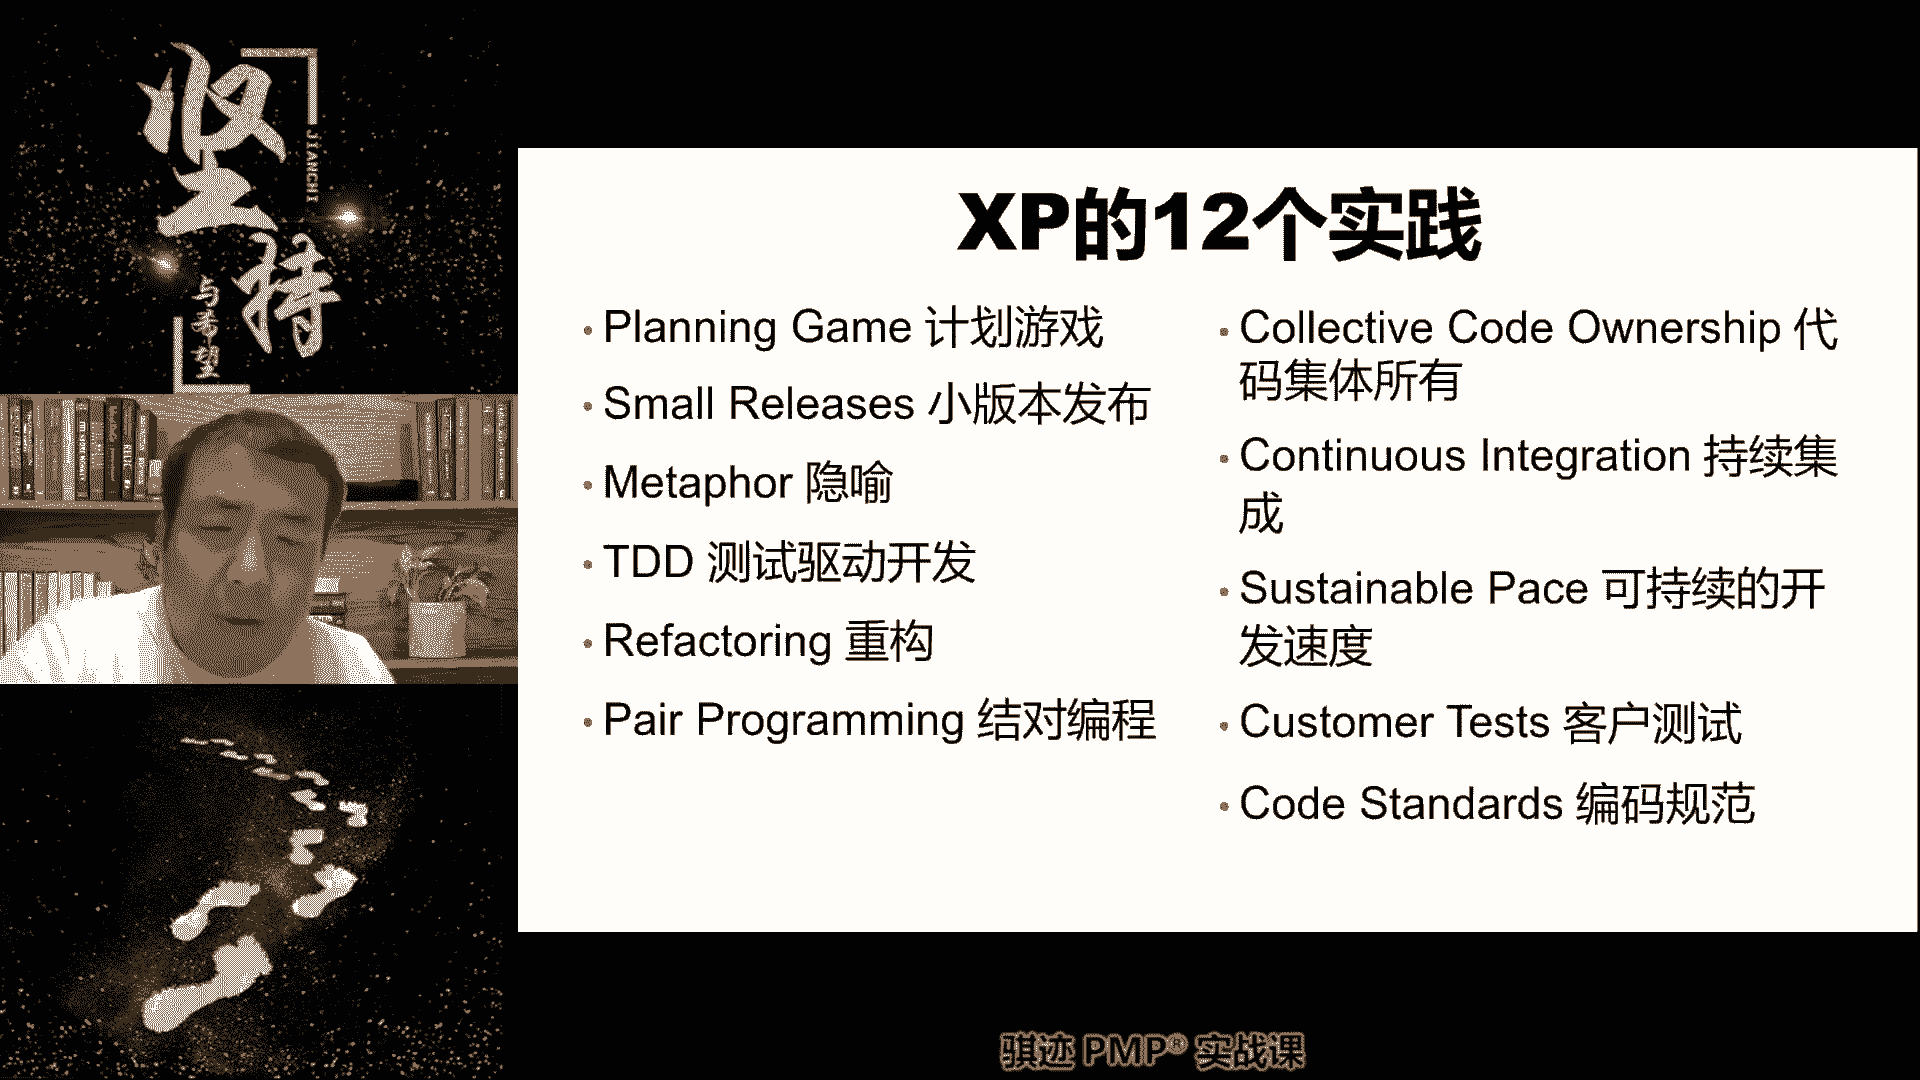 坚持
JIANCHI
与希望
XP的12个实践
Planning Game 计划游戏
Small Releases 小版本发布
Metaphor 隐喻
TDD 测试驱动开发
Refactoring 重构
Pair Programming 结对编程
Collective Code Ownership 代
码集体所有
Continuous Integration 持续集
成
Sustainable Pace 可持续的开
发速度
Customer Tests 客户测试
Code Standards 编码规范
骐迹 PMP® 实战课